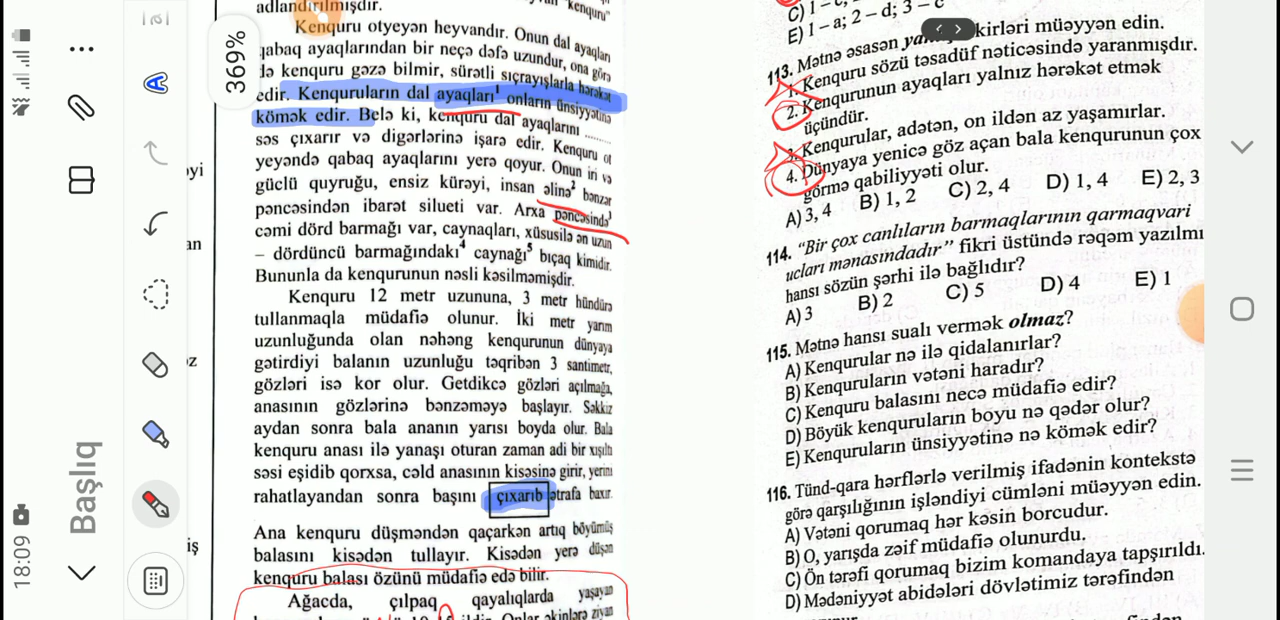 18:09
Başlıq
369%
yi
an
əz
iş
adlandırılmışdır.
"kenquru"
Kenquru otyeyən heyvandır. Onun dal ayaqları
qabaq ayaqlarından bir neçə dəfə uzundur, ona görə
də kenquru gəzə bilmir, sürətli sıçrayışlarla hərəkət
edir. Kenquruların dal ayaqları¹ onların ünsiyyətinə
kömək edir. Belə ki, kenquru dal ayaqlarını ........
səs çıxarır və digərlərinə işarə edir. Kenquru ot
yeyəndə qabaq ayaqlarını yerə qoyur. Onun iri və
güclü quyruğu, ensiz kürəyi, insan əlinə² bənzər
pəncəsindən ibarət silueti var. Arxa pəncəsində³
cəmi dörd barmağı var, caynaqları, xüsusilə ən uzun
– dördüncü barmağındakı⁴ caynağı⁵ bıçaq kimidir.
Bununla da kenqurunun nəsli kəsilməmişdir.
Kenquru 12 metr uzununa, 3 metr hündürə
tullanmaqla müdafiə olunur. İki metr yarım
uzunluğunda olan nəhəng kenqurunun dünyaya
gətirdiyi balanın uzunluğu təqribən 3 santimetr,
gözləri isə kor olur. Getdikcə gözləri açılmağa,
anasının gözlərinə bənzəməyə başlayır. Səkkiz
aydan sonra bala ananın yarısı boyda olur. Bala
kenquru anası ilə yanaşı oturan zaman adi bir xışıltı
səsi eşidib qorxsa, cəld anasının kisəsinə girir, yerini
rahatlayandan sonra başını çıxarıb ətrafa baxır.
Ana kenquru düşməndən qaçarkən artıq böyümüş
balasını kisədən tullayır. Kisədən yerə düşən
kenquru balası özünü müdafiə edə bilir.
Ağacda, çılpaq qayalıqlarda yaşayan
ildir. Onlar əkinlərə ziyan
C) 1 – c;
E) 1 – a; 2 – d; 3 – c
113. Mətnə əsasən kirləri müəyyən edin.
1. Kenquru sözü təsadüf nəticəsində yaranmışdır.
2. Kenqurunun ayaqları yalnız hərəkət etmək
üçündür.
3. Kenqurular, adətən, on ildən az yaşamırlar.
4. Dünyaya yenicə göz açan bala kenqurunun çox
görmə qabiliyyəti olur.
A) 3, 4 B) 1, 2 C) 2, 4 D) 1, 4 E) 2, 3
114. "Bir çox canlıların barmaqlarının qarmaqvari
ucları mənasındadır" fikri üstündə rəqəm yazılmı
hansı sözün şərhi ilə bağlıdır?
A) 3 B) 2 C) 5 D) 4 E) 1
115. Mətnə hansı sualı vermək olmaz?
A) Kenqurular nə ilə qidalanırlar?
B) Kenquruların vətəni haradır?
C) Kenquru balasını necə müdafiə edir?
D) Böyük kenquruların boyu nə qədər olur?
E) Kenquruların ünsiyyətinə nə kömək edir?
116. Tünd-qara hərflərlə verilmiş ifadənin kontekstə
görə qarşılığının işləndiyi cümləni müəyyən edin.
A) Vətəni qorumaq hər kəsin borcudur.
B) O, yarışda zəif müdafiə olunurdu.
C) Ön tərəfi qorumaq bizim komandaya tapşırıldı.
D) Mədəniyyət abidələri dövlətimiz tərəfindən